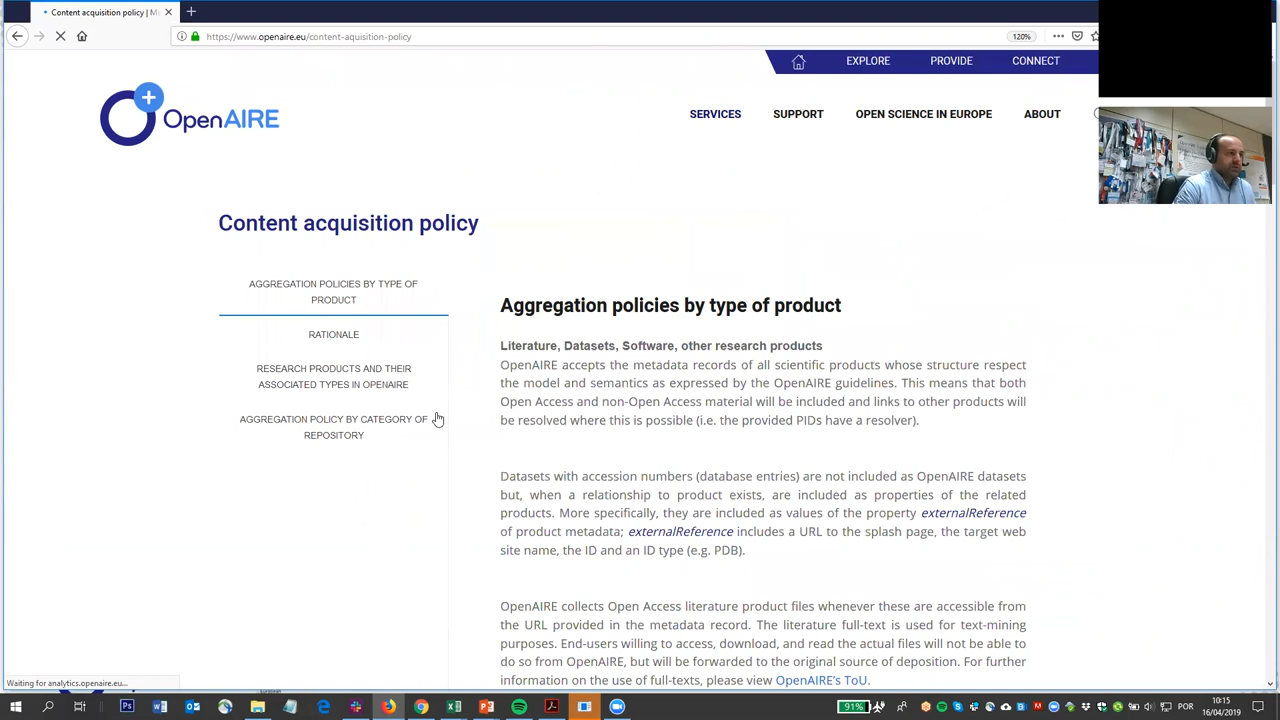 Content acquisition policy | M
https://www.openaire.eu/content-aquisition-policy
120%
EXPLORE
PROVIDE
CONNECT
OpenAIRE
SERVICES
SUPPORT
OPEN SCIENCE IN EUROPE
ABOUT
Content acquisition policy
AGGREGATION POLICIES BY TYPE OF
PRODUCT
RATIONALE
RESEARCH PRODUCTS AND THEIR
ASSOCIATED TYPES IN OPENAIRE
AGGREGATION POLICY BY CATEGORY OF
REPOSITORY
Aggregation policies by type of product
Literature, Datasets, Software, other research products
OpenAIRE accepts the metadata records of all scientific products whose structure respect
the model and semantics as expressed by the OpenAIRE guidelines. This means that both
Open Access and non-Open Access material will be included and links to other products will
be resolved where this is possible (i.e. the provided PIDs have a resolver).
Datasets with accession numbers (database entries) are not included as OpenAIRE datasets
but, when a relationship to product exists, are included as properties of the related
products. More specifically, they are included as values of the property externalReference
of product metadata; externalReference includes a URL to the splash page, the target web
site name, the ID and an ID type (e.g. PDB).
OpenAIRE collects Open Access literature product files whenever these are accessible from
the URL provided in the metadata record. The literature full-text is used for text-mining
purposes. End-users willing to access, download, and read the actual files will not be able to
do so from OpenAIRE, but will be forwarded to the original source of deposition. For further
information on the use of full-texts, please view OpenAIRE's ToU.
Waiting for analytics.openaire.eu...
91%
POR
10:15
16/04/2019